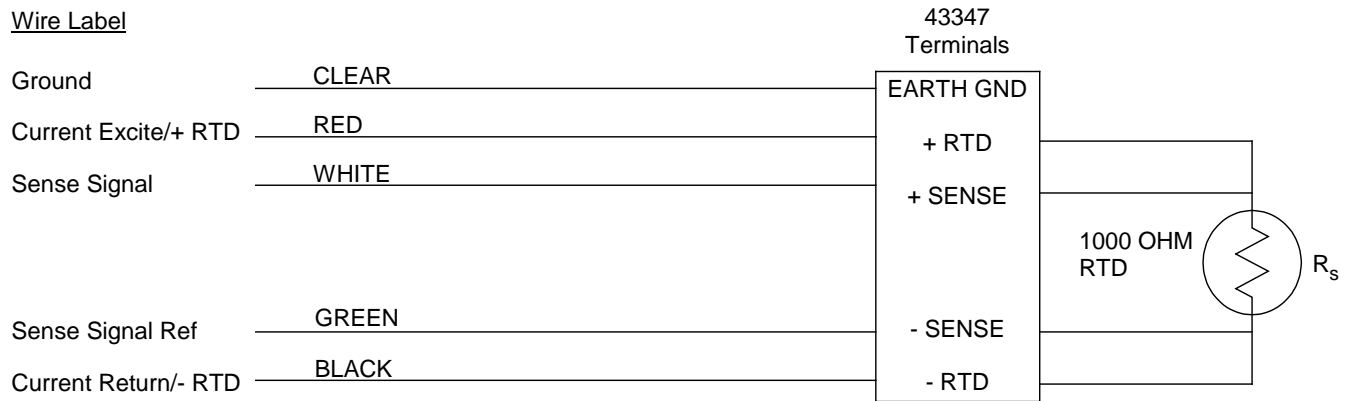 Wire Label
43347
Terminals
Ground CLEAR EARTH GND
Current Excite/+ RTD RED + RTD
Sense Signal WHITE + SENSE
1000 OHM
RTD
Rs
Sense Signal Ref GREEN - SENSE
Current Return/- RTD BLACK - RTD